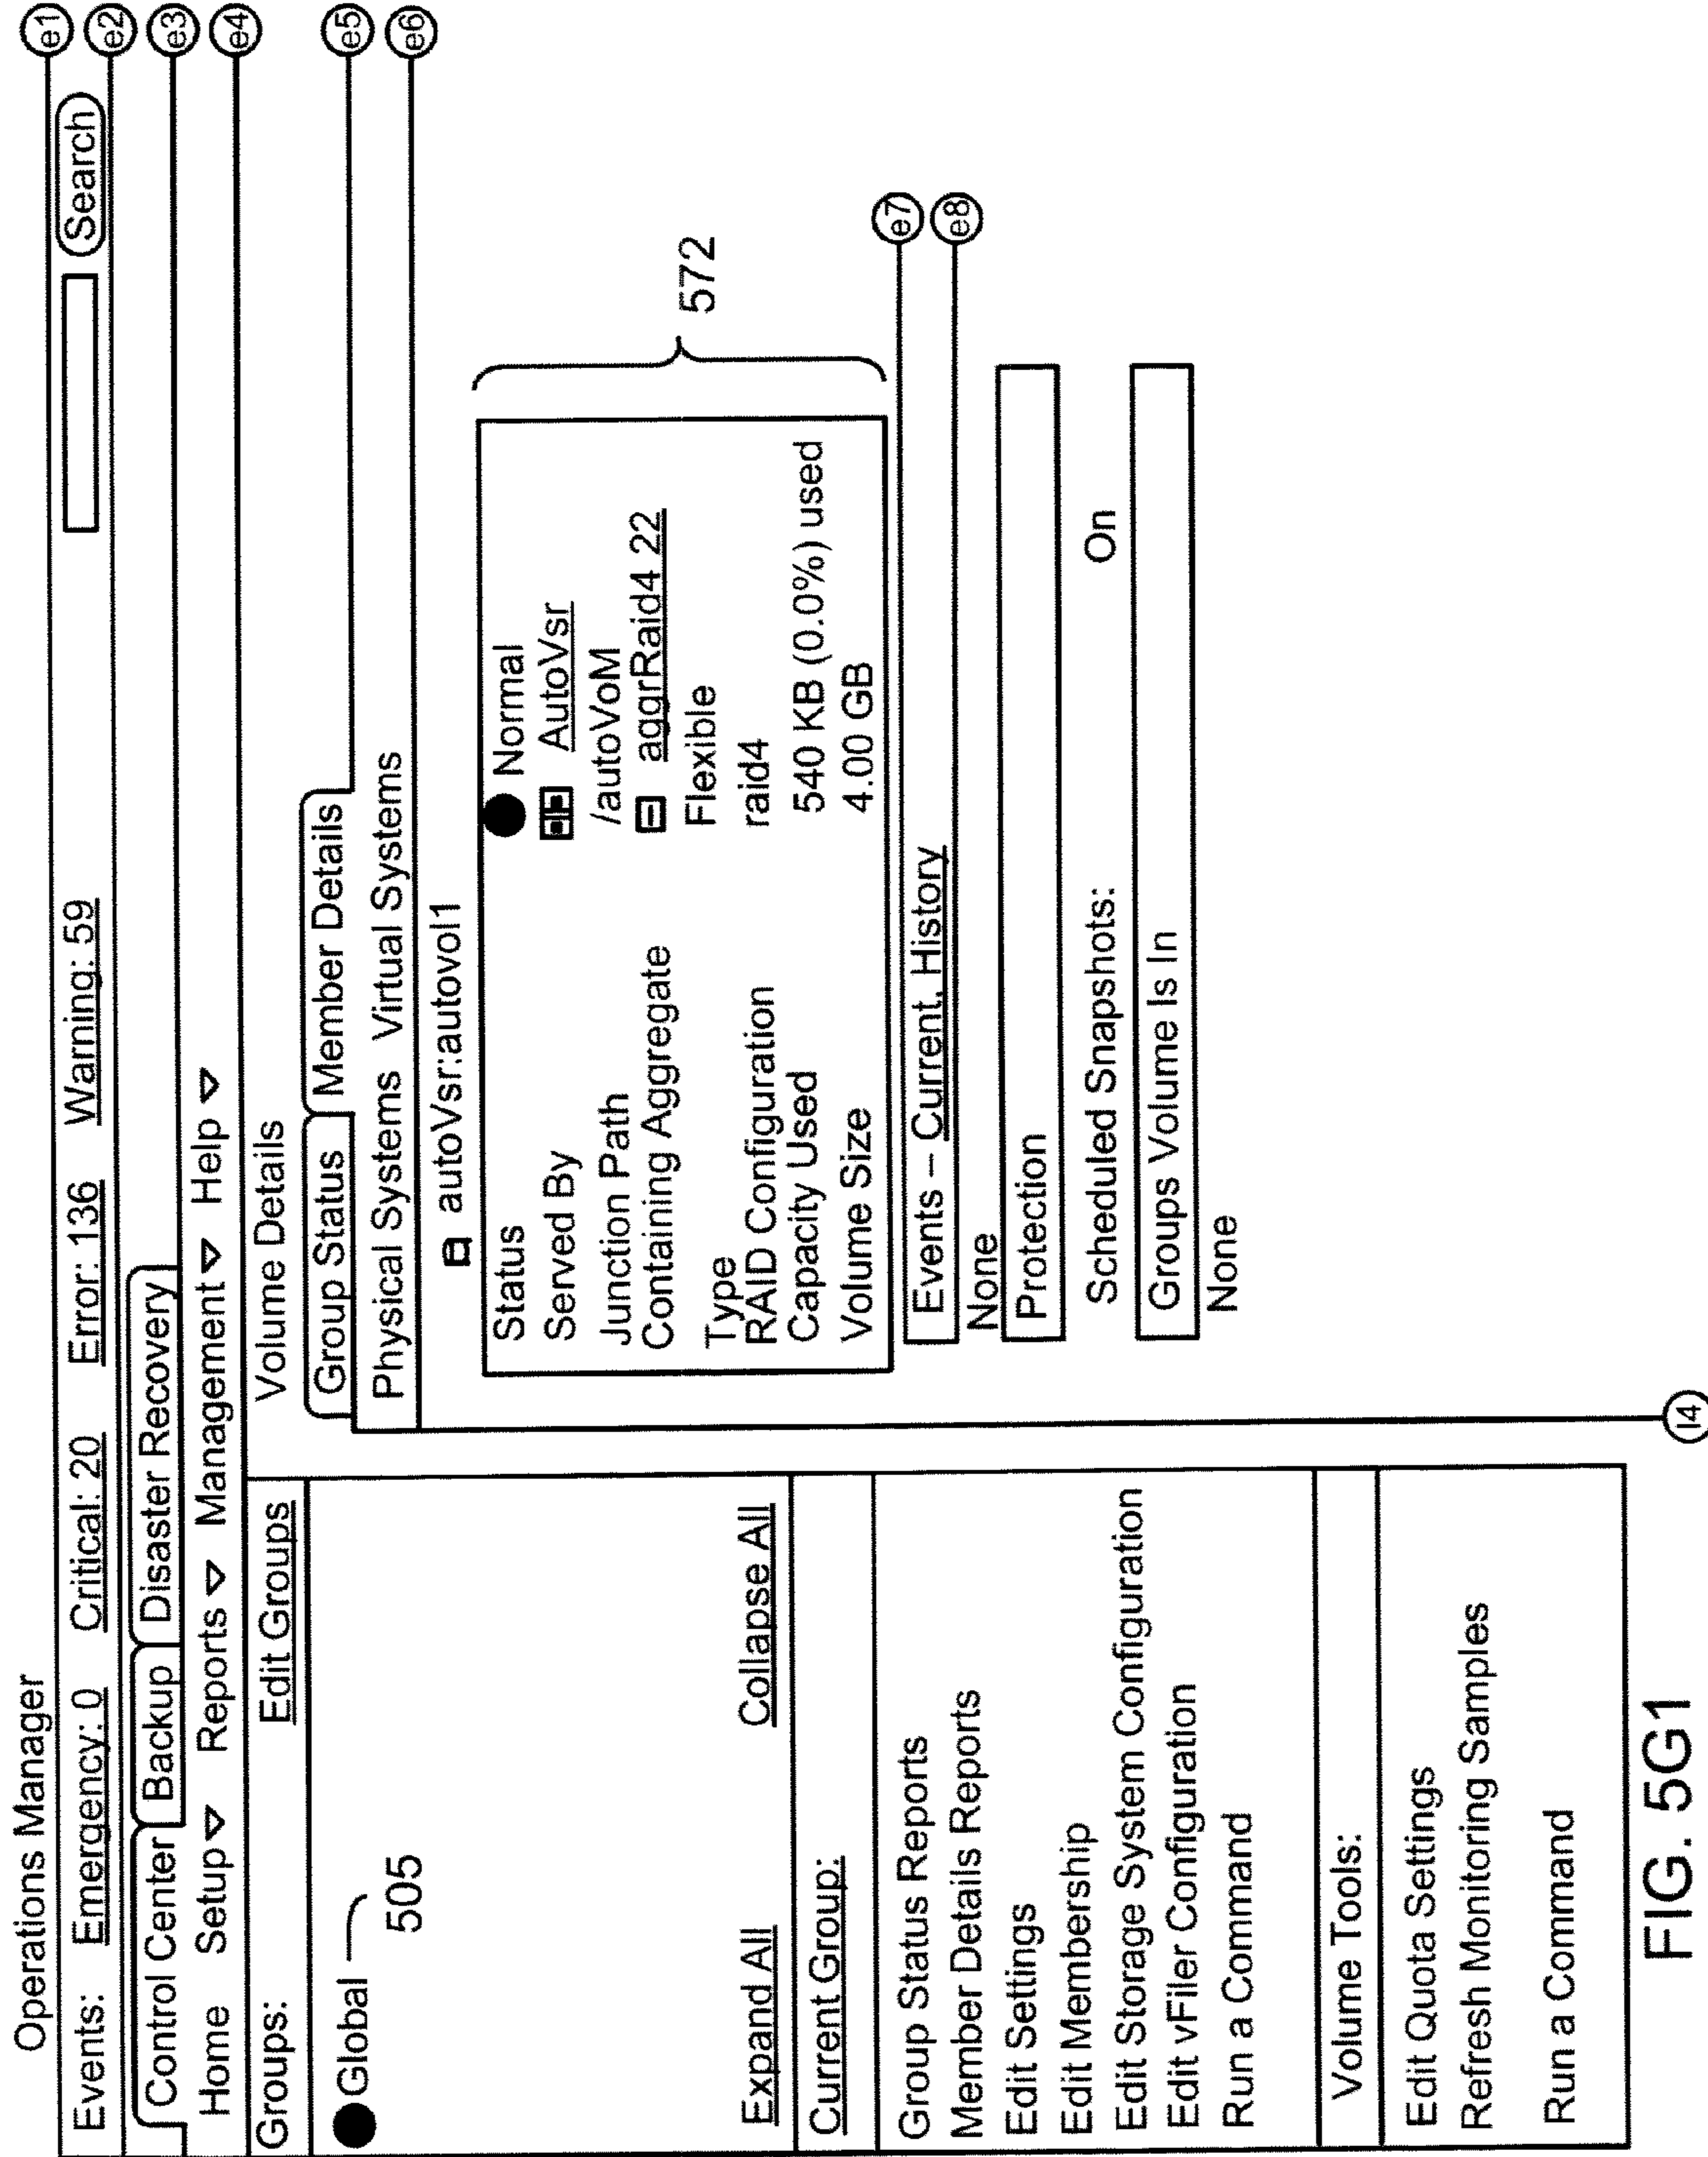 Operations Manager
Events: Emergency: 0 Critical: 20 Error: 136 Warning: 59 Search
Control Center Backup Disaster Recovery
Home Setup Reports Management Help
Groups: Edit Groups
Global
505
Expand All Collapse All
Current Group:
Group Status Reports
Member Details Reports
Edit Settings
Edit Membership
Edit Storage System Configuration
Edit vFiler Configuration
Run a Command
Volume Tools:
Edit Quota Settings
Refresh Monitoring Samples
Run a Command
Volume Details
Group Status Member Details
Physical Systems Virtual Systems
autoVsr:autovol1
Status Normal
Served By AutoVsr
Junction Path /autoVoM
Containing Aggregate aggrRaid4 22
Type Flexible
RAID Configuration raid4
Capacity Used 540 KB (0.0%) used
Volume Size 4.00 GB
572
Events – Current, History
None
Protection
Scheduled Snapshots: On
Groups Volume Is In
None
e1
e2
e3
e4
e5
e6
e7
e8
I4
FIG. 5G1